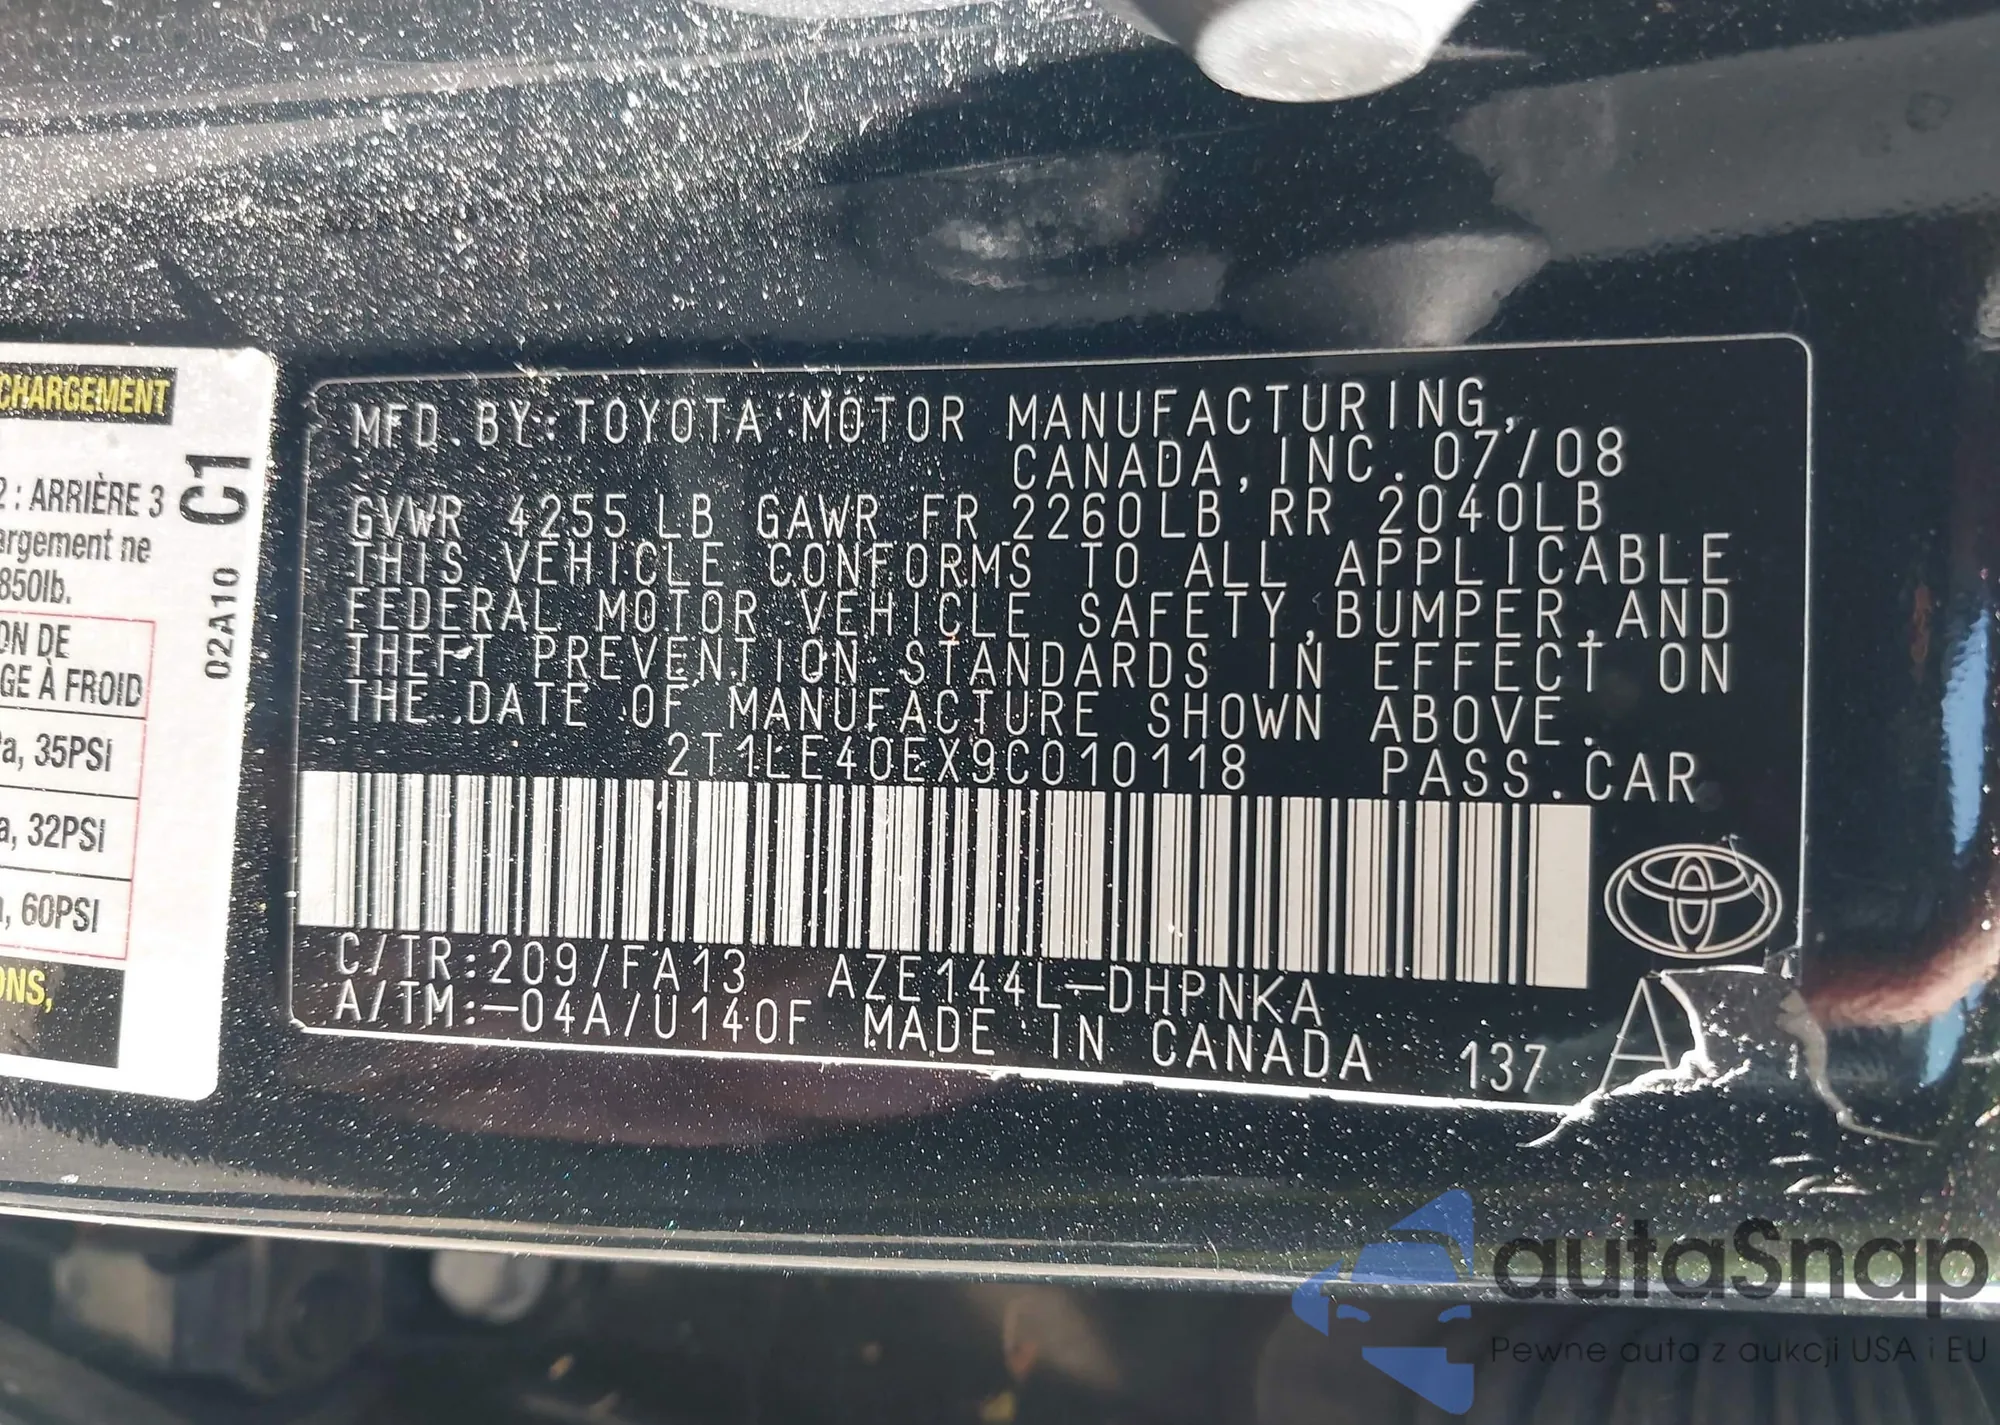 CHARGEMENT
2 : ARRIÈRE 3
argement ne
850lb.
ON DE
GE À FROID
a, 35PSI
a, 32PSI
, 60PSI
ONS,
C1
02A10
MFD. BY: TOYOTA MOTOR MANUFACTURING,
CANADA, INC. 07/08
GVWR 4255 LB GAWR FR 2260LB RR 2040LB
THIS VEHICLE CONFORMS TO ALL APPLICABLE
FEDERAL MOTOR VEHICLE SAFETY, BUMPER, AND
THEFT PREVENTION STANDARDS IN EFFECT ON
THE DATE OF MANUFACTURE SHOWN ABOVE.
2T1LE40EX9C010118 PASS. CAR
C/TR:209/FA13 AZE144L-DHPNKA
A/TM:-04A/U140F MADE IN CANADA 137 A
autaSnap
Pewne auta z aukcji USA i EU